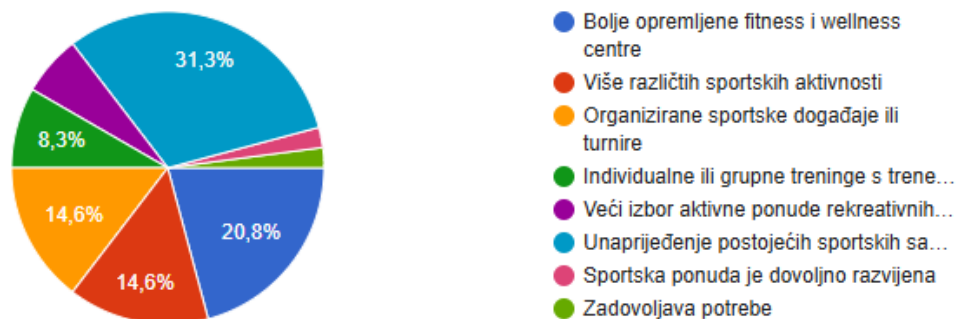 31,3%
8,3%
14,6%
14,6%
20,8%
Bolje opremljene fitness i wellness
centre
Više različtih sportskih aktivnosti
Organizirane sportske događaje ili
turnire
Individualne ili grupne treninge s trene…
Veći izbor aktivne ponude rekreativnih…
Unaprijeđenje postojećih sportskih sa…
Sportska ponuda je dovoljno razvijena
Zadovoljava potrebe